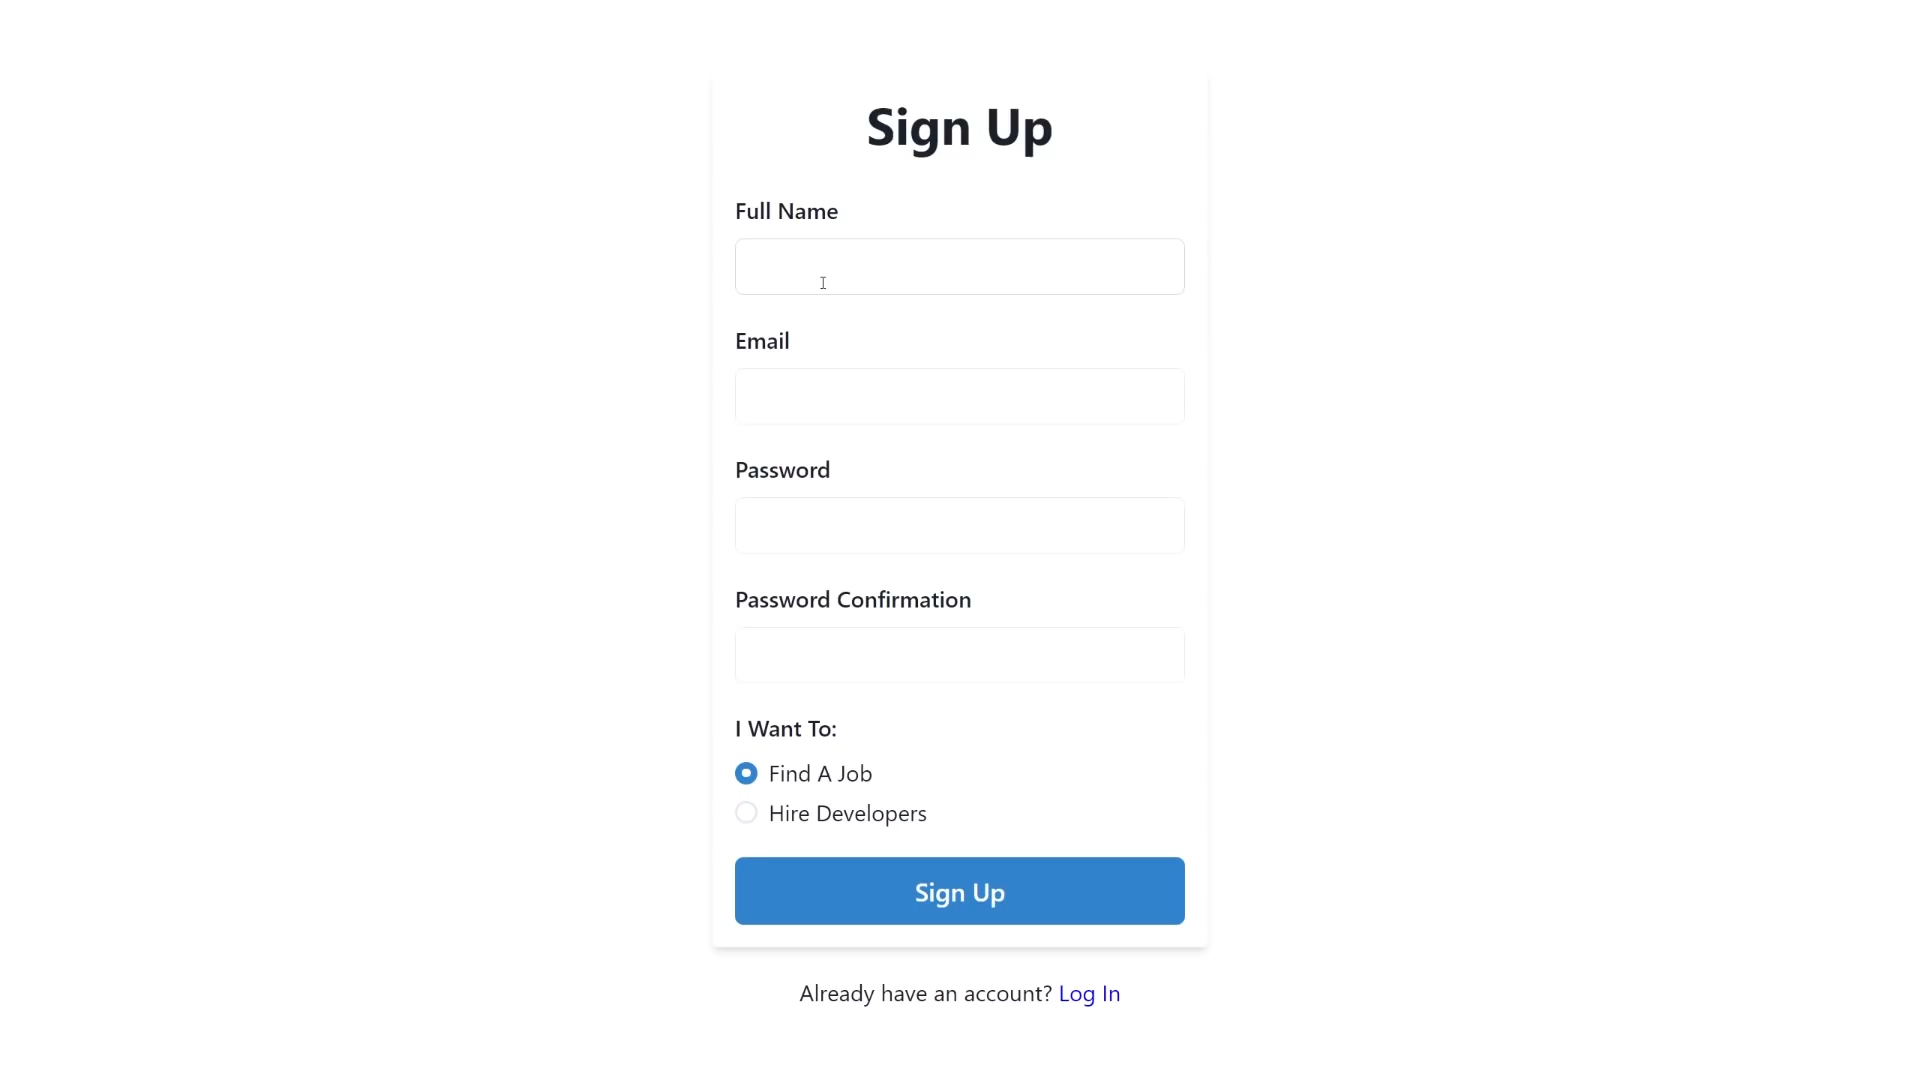 Sign Up
Full Name
Email
Password
Password Confirmation
I Want To:
Find A Job
Hire Developers
Sign Up
Already have an account? Log In